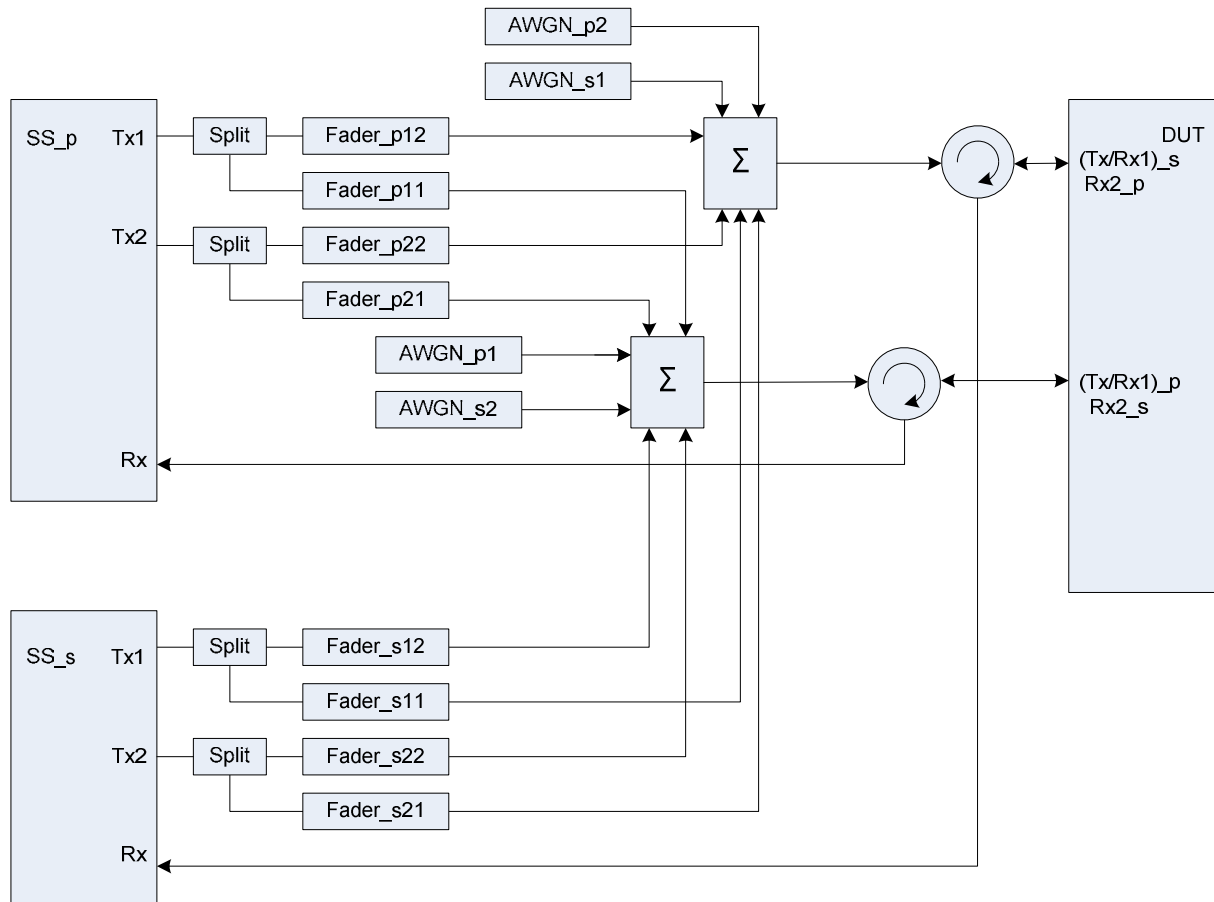 AWGN_p2
AWGN_s1
SS_p
Tx1
Split
Fader_p12
Fader_p11
Tx2
Split
Fader_p22
Fader_p21
Σ
DUT
(Tx/Rx1)_s
Rx2_p
AWGN_p1
AWGN_s2
Σ
(Tx/Rx1)_p
Rx2_s
Rx
SS_s
Tx1
Split
Fader_s12
Fader_s11
Tx2
Split
Fader_s22
Fader_s21
Rx